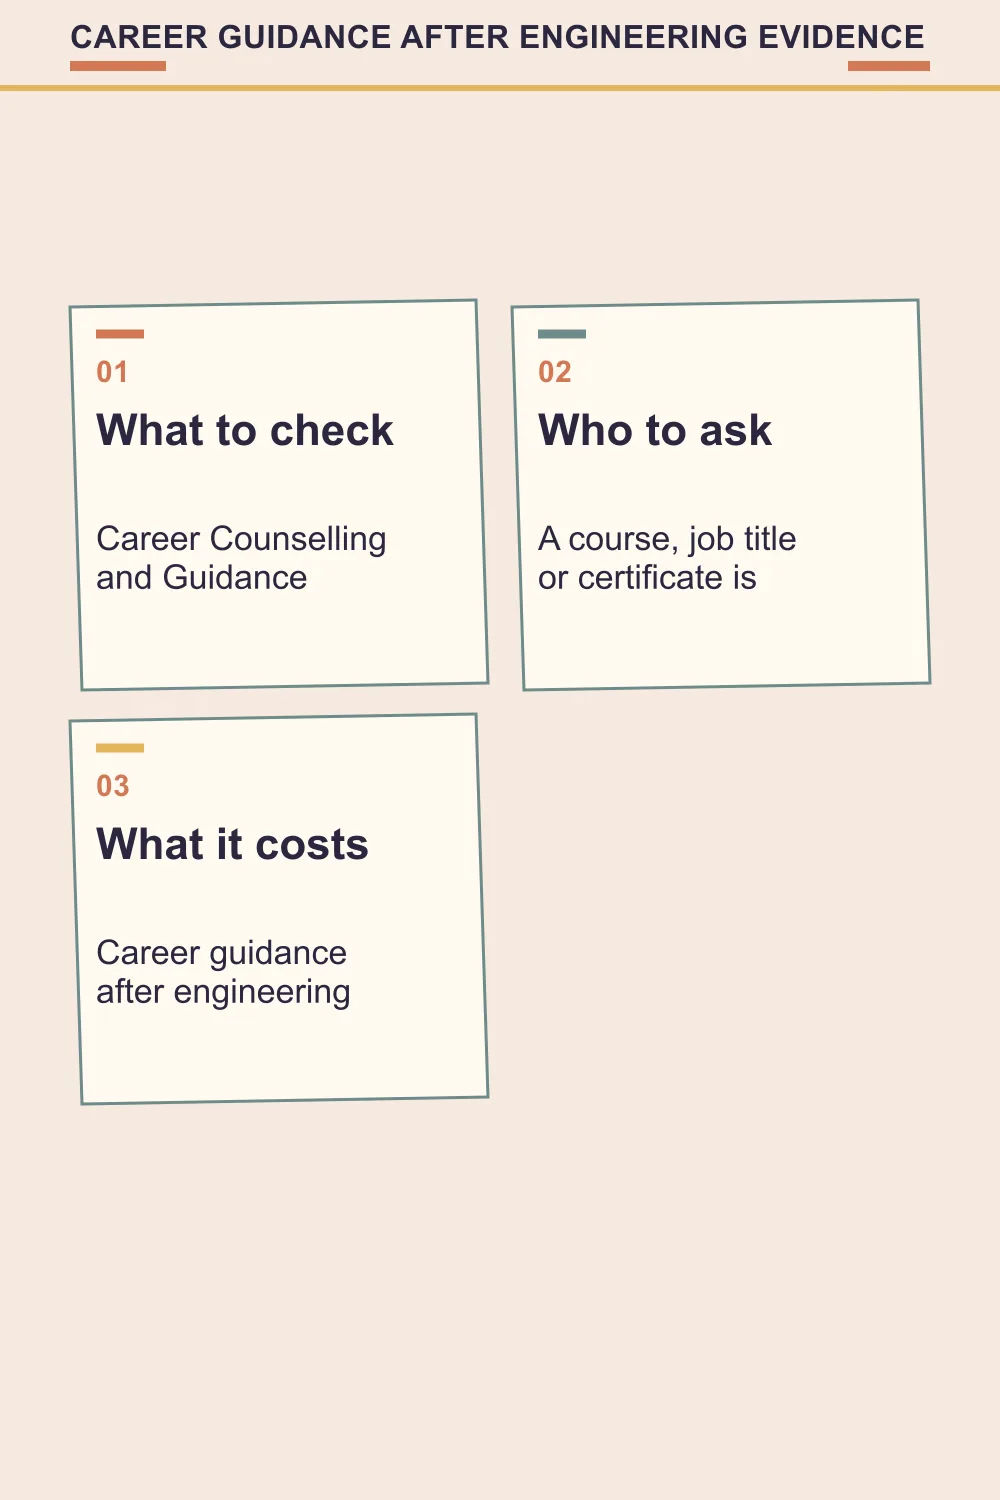 CAREER GUIDANCE AFTER ENGINEERING EVIDENCE
01
What to check
Career Counselling
and Guidance
02
Who to ask
A course, job title
or certificate is
03
What it costs
Career guidance
after engineering